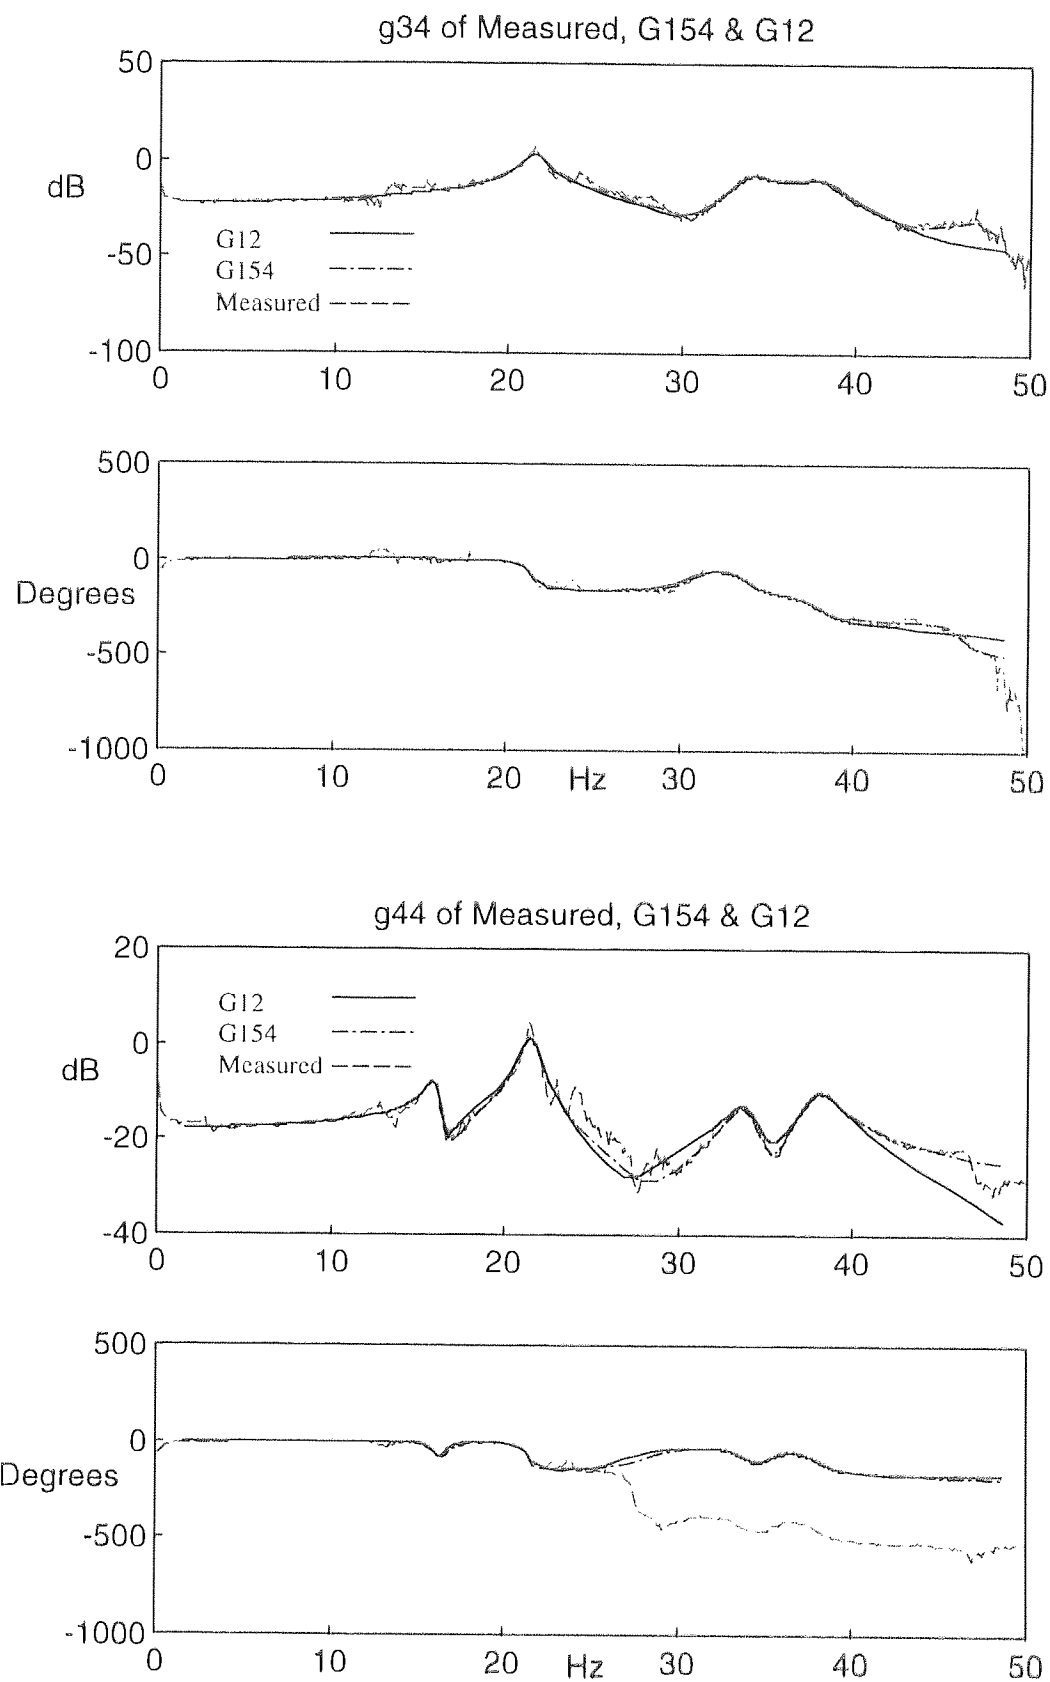 g34 of Measured, G154 & G12
50
0
dB
-50
-100
G12
G154
Measured
0 10 20 30 40 50
500
0
Degrees
-500
-1000
0 10 20 Hz 30 40 50
g44 of Measured, G154 & G12
20
0
dB
-20
-40
G12
G154
Measured
0 10 20 30 40 50
500
0
Degrees
-500
-1000
0 10 20 Hz 30 40 50